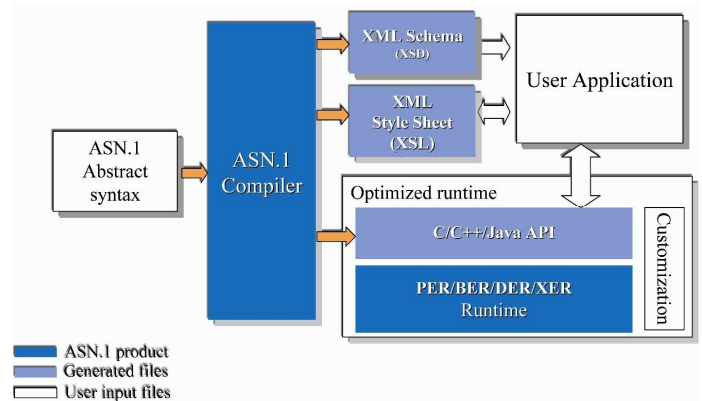 XML Schema
(XSD)
User Application
XML
Style Sheet
(XSL)
ASN.1
Abstract
syntax
ASN.1
Compiler
Optimized runtime
C/C++/Java API
Customization
PER/BER/DER/XER
Runtime
ASN.1 product
Generated files
User input files